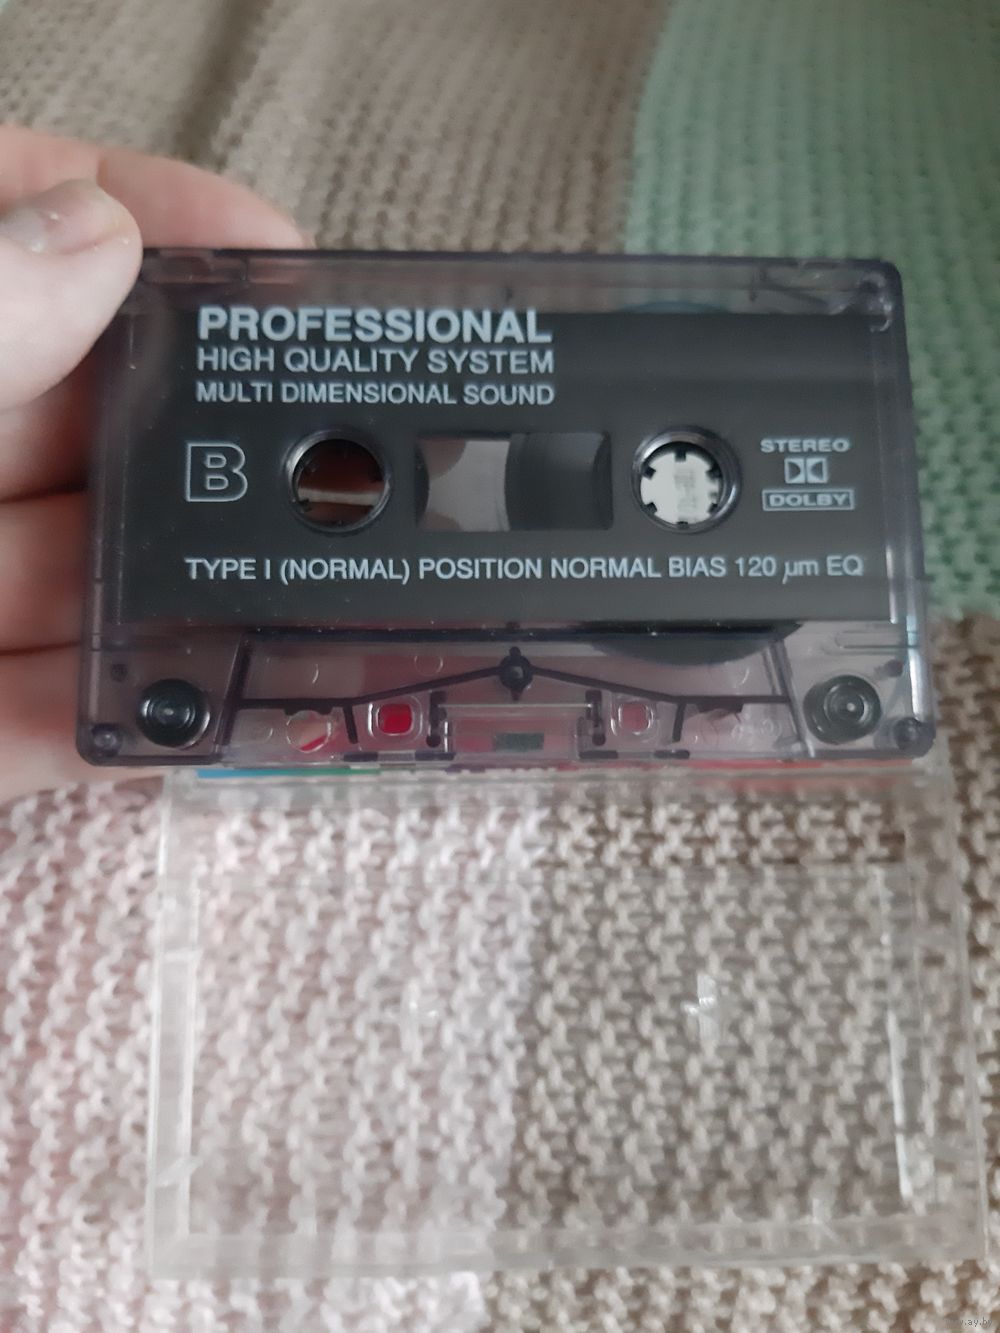 PROFESSIONAL
HIGH QUALITY SYSTEM
MULTI DIMENSIONAL SOUND
B
STEREO
DOLBY
TYPE I (NORMAL) POSITION NORMAL BIAS 120 µm EQ